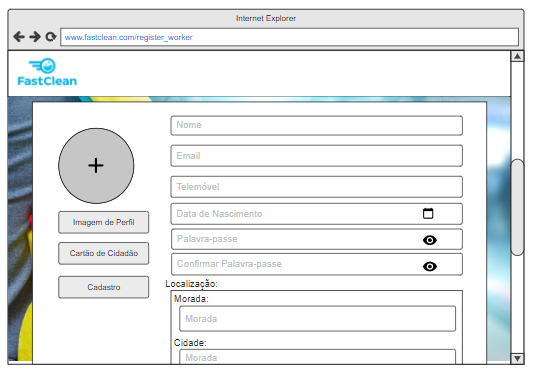 Internet Explorer
www.fastclean.com/register_worker
FastClean
Nome
Email
Telemóvel
Data de Nascimento
Palavra-passe
Confirmar Palavra-passe
Imagem de Perfil
Cartão de Cidadão
Cadastro
Localização:
Morada:
Morada
Cidade:
Morada